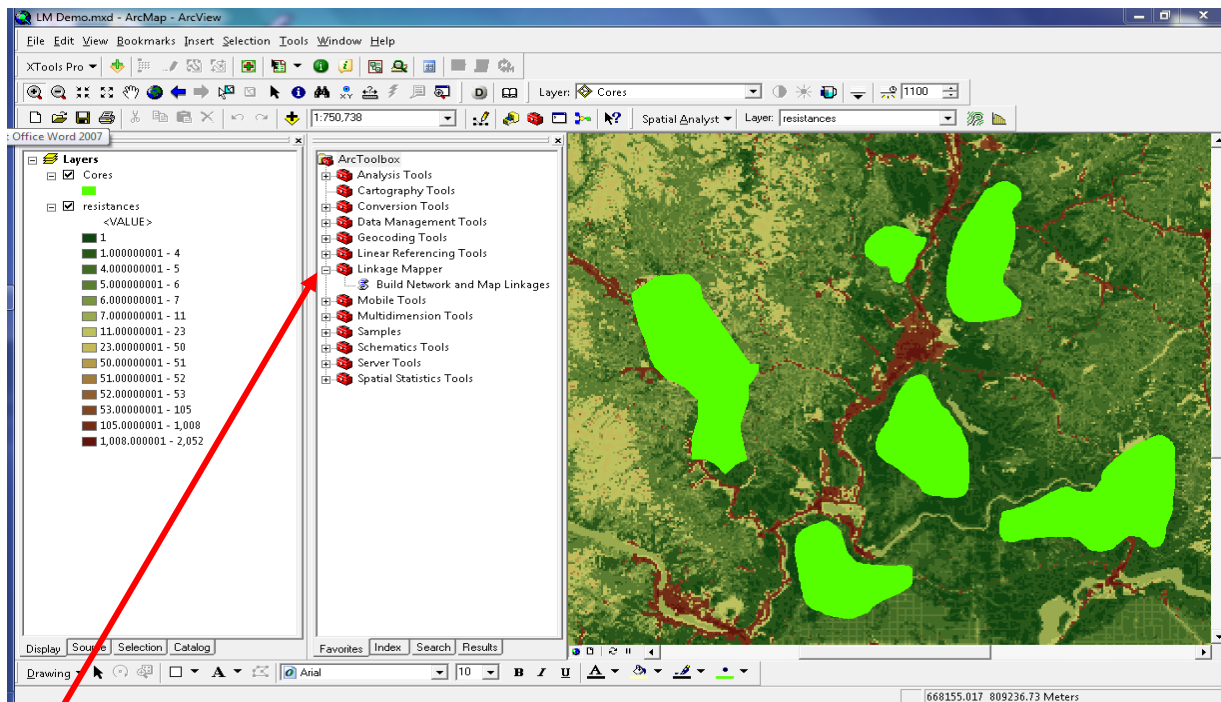 LM Demo.mxd - ArcMap - ArcView
File Edit View Bookmarks Insert Selection Tools Window Help
XTools Pro
Layer: Cores 1100
1:750,738 Spatial Analyst Layer: resistances
Office Word 2007
Layers
Cores
resistances
<VALUE>
1
1.000000001 - 4
4.000000001 - 5
5.000000001 - 6
6.000000001 - 7
7.000000001 - 11
11.00000001 - 23
23.00000001 - 50
50.00000001 - 51
51.00000001 - 52
52.00000001 - 53
53.00000001 - 105
105.0000001 - 1,008
1,008.000001 - 2,052
Display Source Selection Catalog
ArcToolbox
Analysis Tools
Cartography Tools
Conversion Tools
Data Management Tools
Geocoding Tools
Linear Referencing Tools
Linkage Mapper
Build Network and Map Linkages
Mobile Tools
Multidimension Tools
Samples
Schematics Tools
Server Tools
Spatial Statistics Tools
Favorites Index Search Results
Drawing A Arial 10 B I U A
668155.017 809236.73 Meters